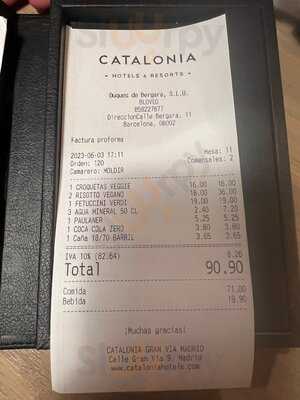 CATALONIA
• HOTELS & RESORTS •
Duques de Bergara, S.L.U.
B58227877
DireccionCalle Bergara, 11
Barcelona, 08002
Factura proforma
2023-06-03 17:11 Mesa: 11
Orden: 120 Comensales: 2
Camarero: MOLDIR
1 CROQUETAS VEGGIE 16.00 16.00
2 RISOTTO VEGANO 18.00 36.00
1 FETUCCINI VERDI 19.00 19.00
3 AGUA MINERAL 50 CL 2.40 7.20
1 PAULANER 5.25 5.25
1 COCA COLA ZERO 3.80 3.80
1 Caña 18/70 BARRIL 3.65 3.65
IVA 10% (82.64) 8.26
Total 90.90
Comida 71.00
Bebida 19.90
¡Muchas gracias!
CATALONIA GRAN VIA MADRID
Calle Gran Via 9, Madrid
www.cataloniahotels.com